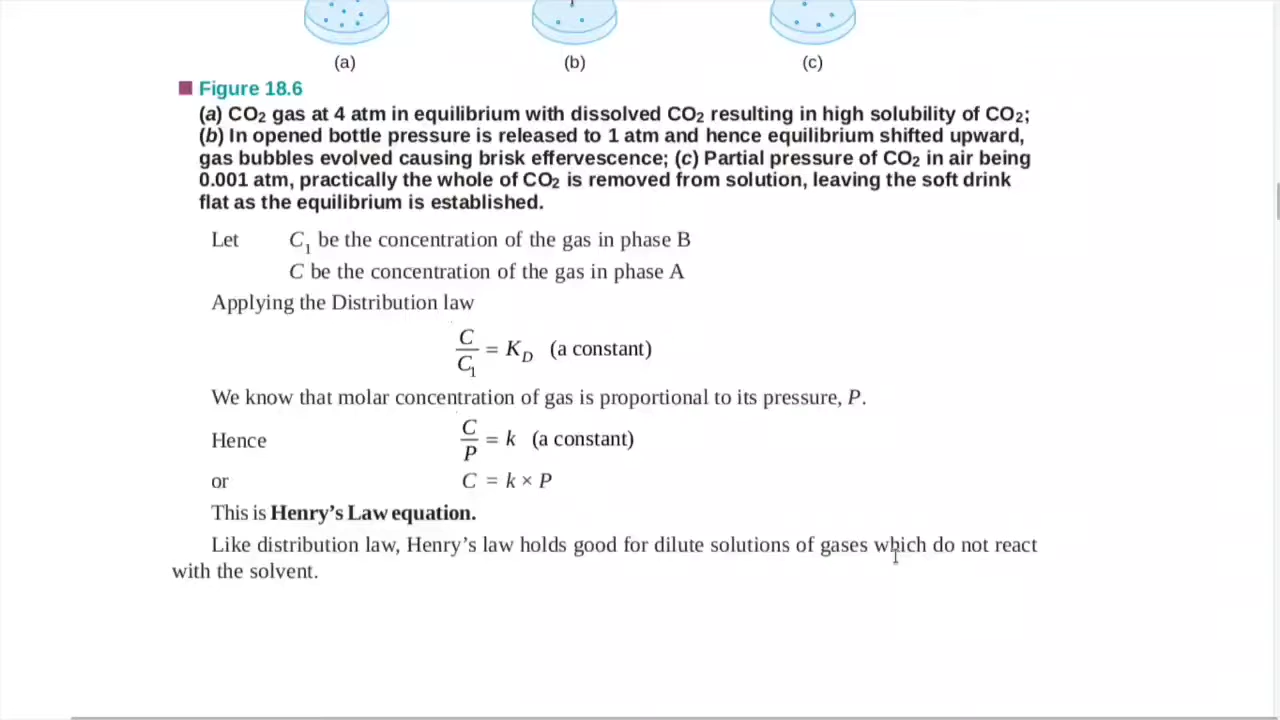 (a) (b) (c)
Figure 18.6
(a) CO₂ gas at 4 atm in equilibrium with dissolved CO₂ resulting in high solubility of CO₂;
(b) In opened bottle pressure is released to 1 atm and hence equilibrium shifted upward,
gas bubbles evolved causing brisk effervescence; (c) Partial pressure of CO₂ in air being
0.001 atm, practically the whole of CO₂ is removed from solution, leaving the soft drink
flat as the equilibrium is established.
Let C₁ be the concentration of the gas in phase B
C be the concentration of the gas in phase A
Applying the Distribution law
C/C₁ = K_D (a constant)
We know that molar concentration of gas is proportional to its pressure, P.
Hence C/P = k (a constant)
or C = k × P
This is Henry's Law equation.
Like distribution law, Henry's law holds good for dilute solutions of gases which do not react
with the solvent.